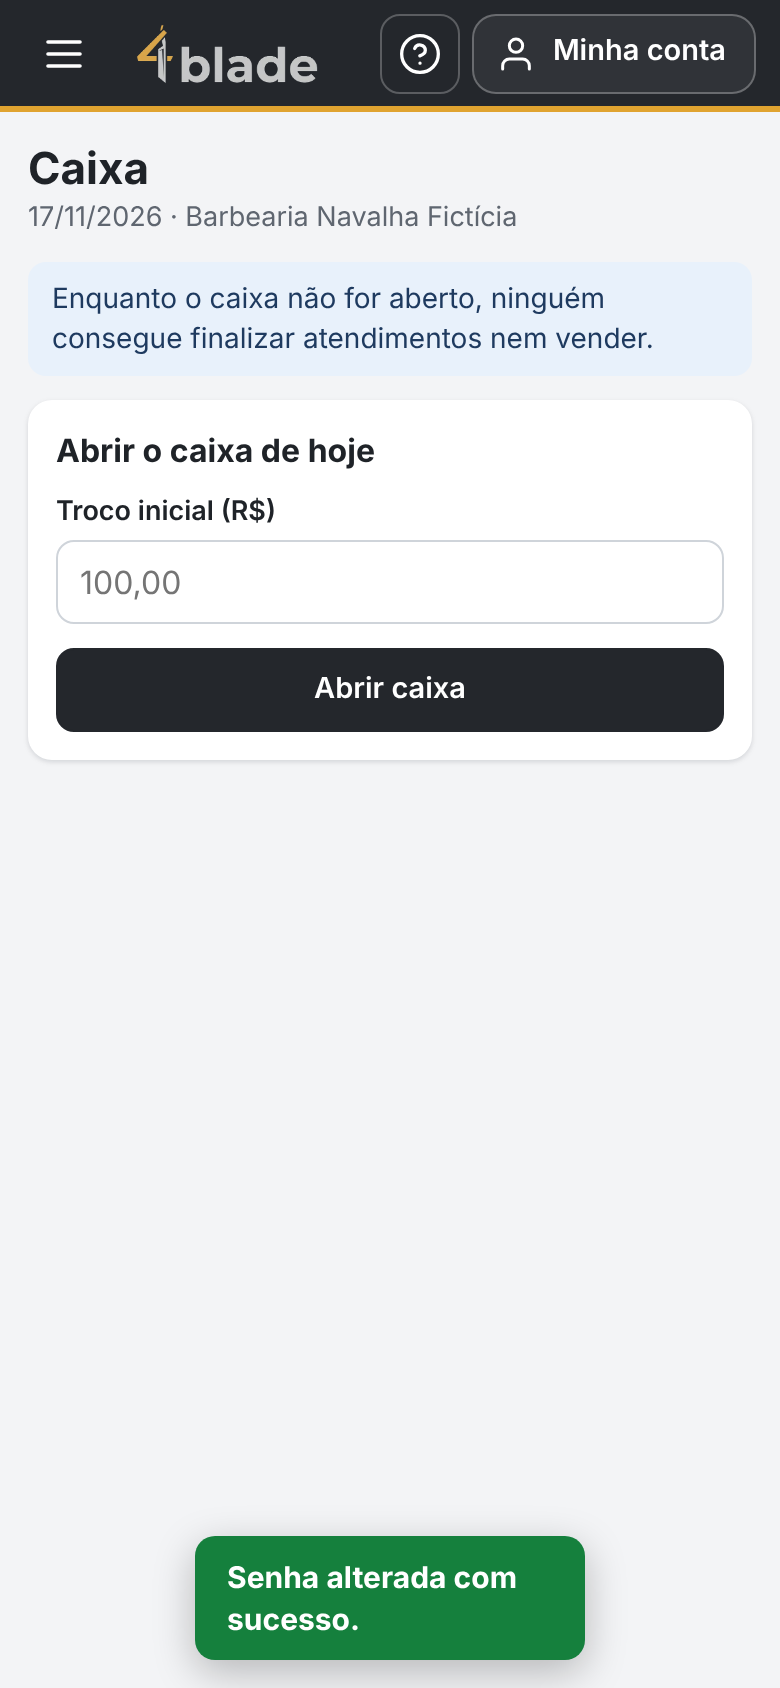 4blade
Minha conta
Caixa
17/11/2026 · Barbearia Navalha Fictícia
Enquanto o caixa não for aberto, ninguém
consegue finalizar atendimentos nem vender.
Abrir o caixa de hoje
Troco inicial (R$)
100,00
Abrir caixa
Senha alterada com
sucesso.